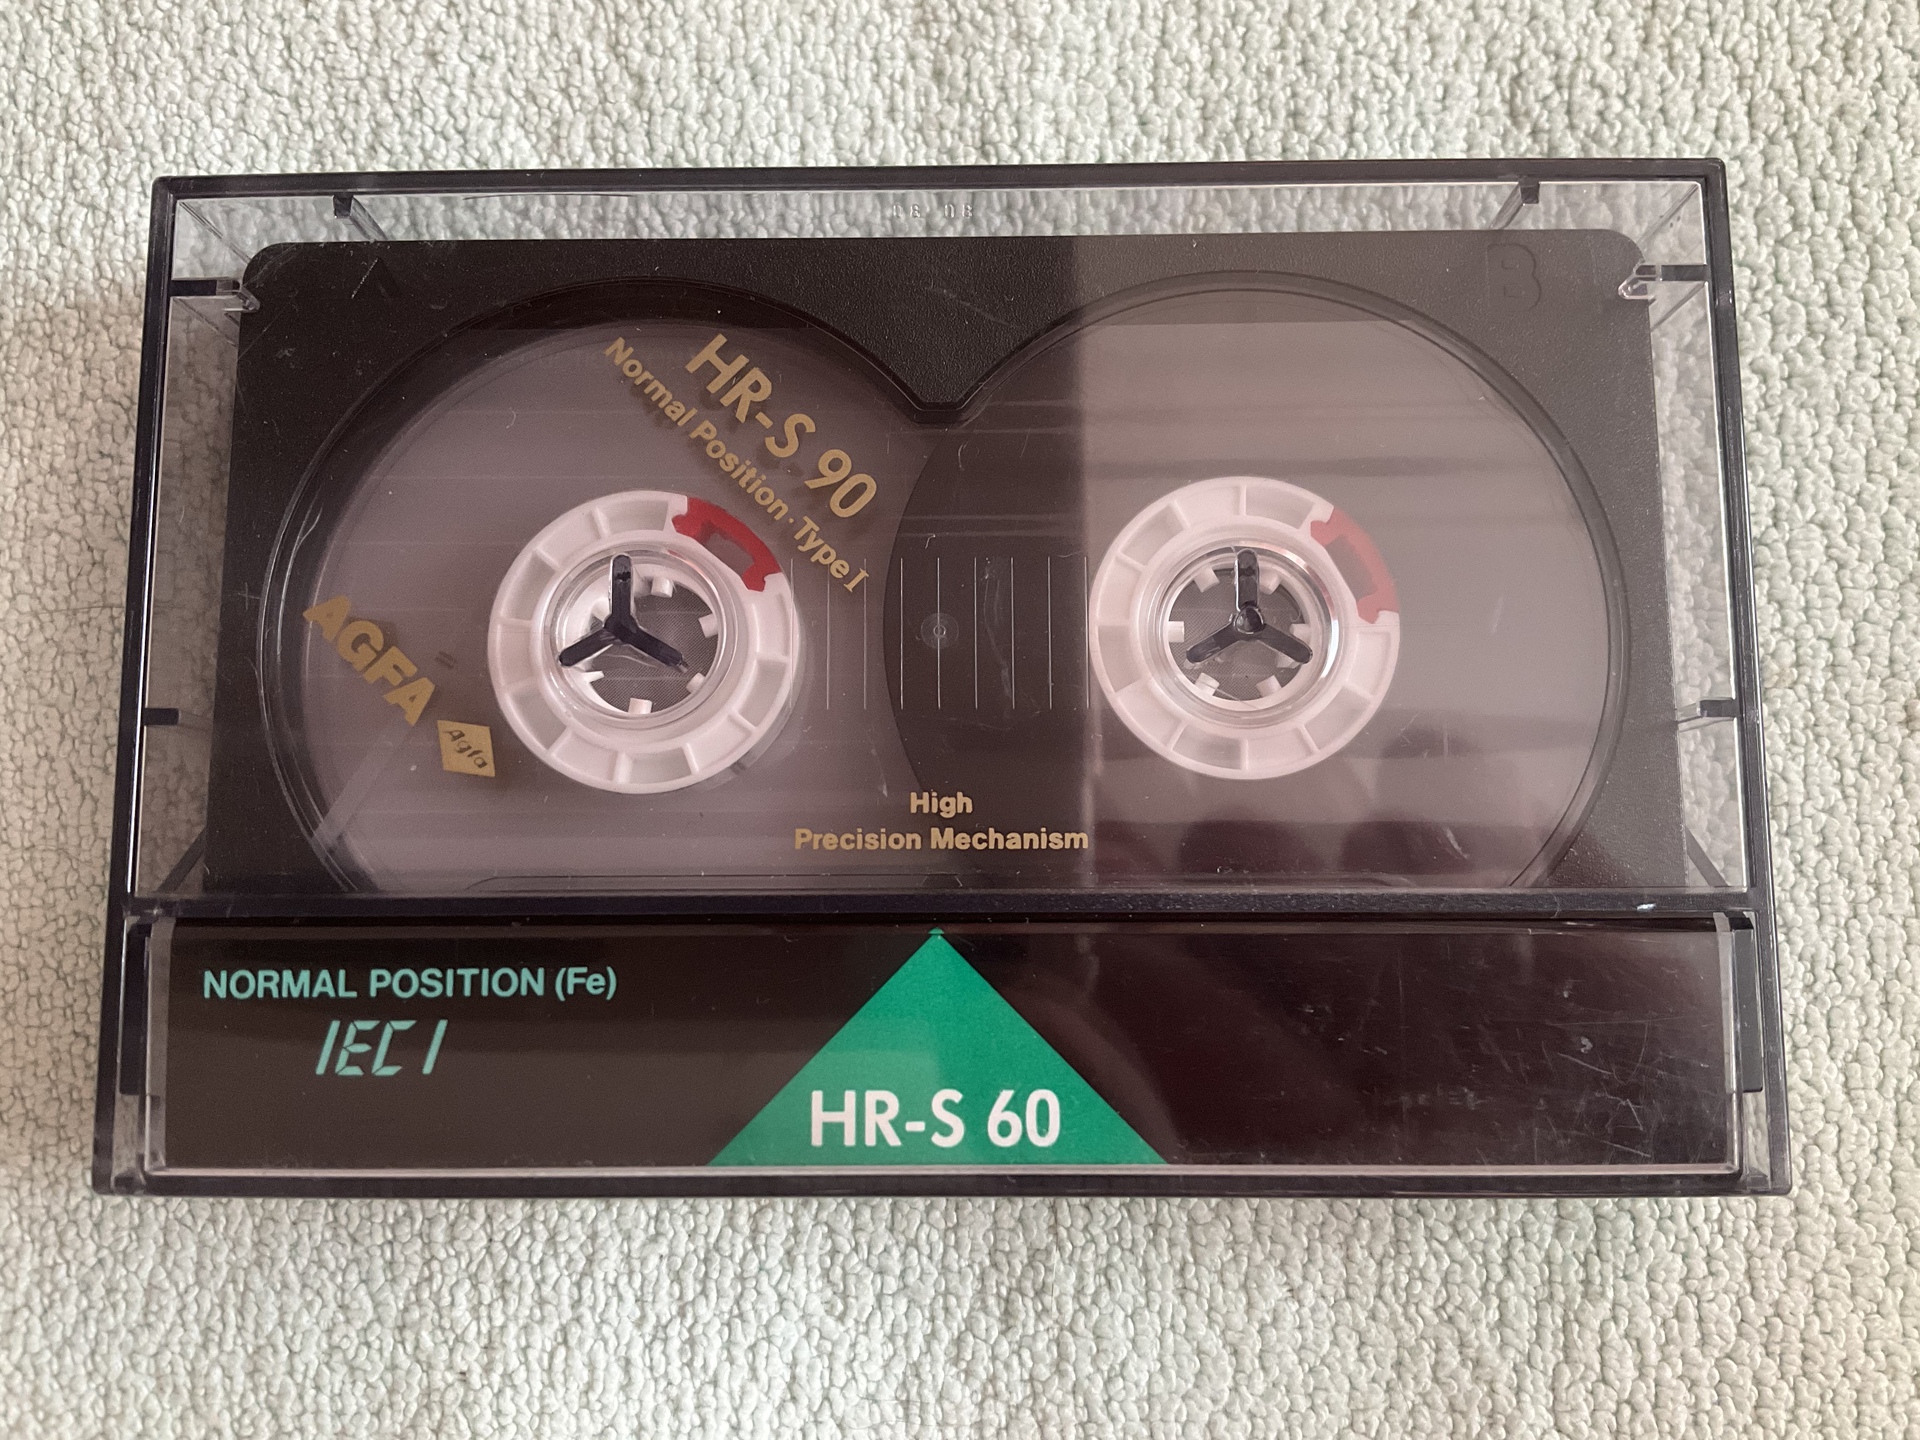 B
HR-S 90
Normal Position · Type I
AGFA
Agfa
High
Precision Mechanism
NORMAL POSITION (Fe)
IEC I
HR-S 60